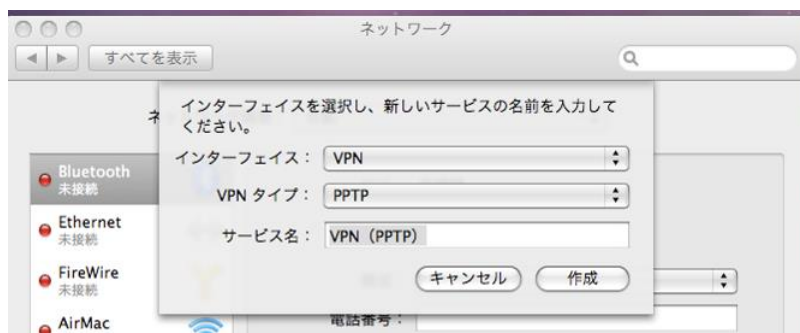 ネットワーク
すべてを表示
インターフェイスを選択し、新しいサービスの名前を入力して
ください。
インターフェイス： VPN
VPN タイプ： PPTP
サービス名： VPN（PPTP）
キャンセル 作成
Bluetooth
未接続
Ethernet
未接続
FireWire
未接続
AirMac
電話番号：